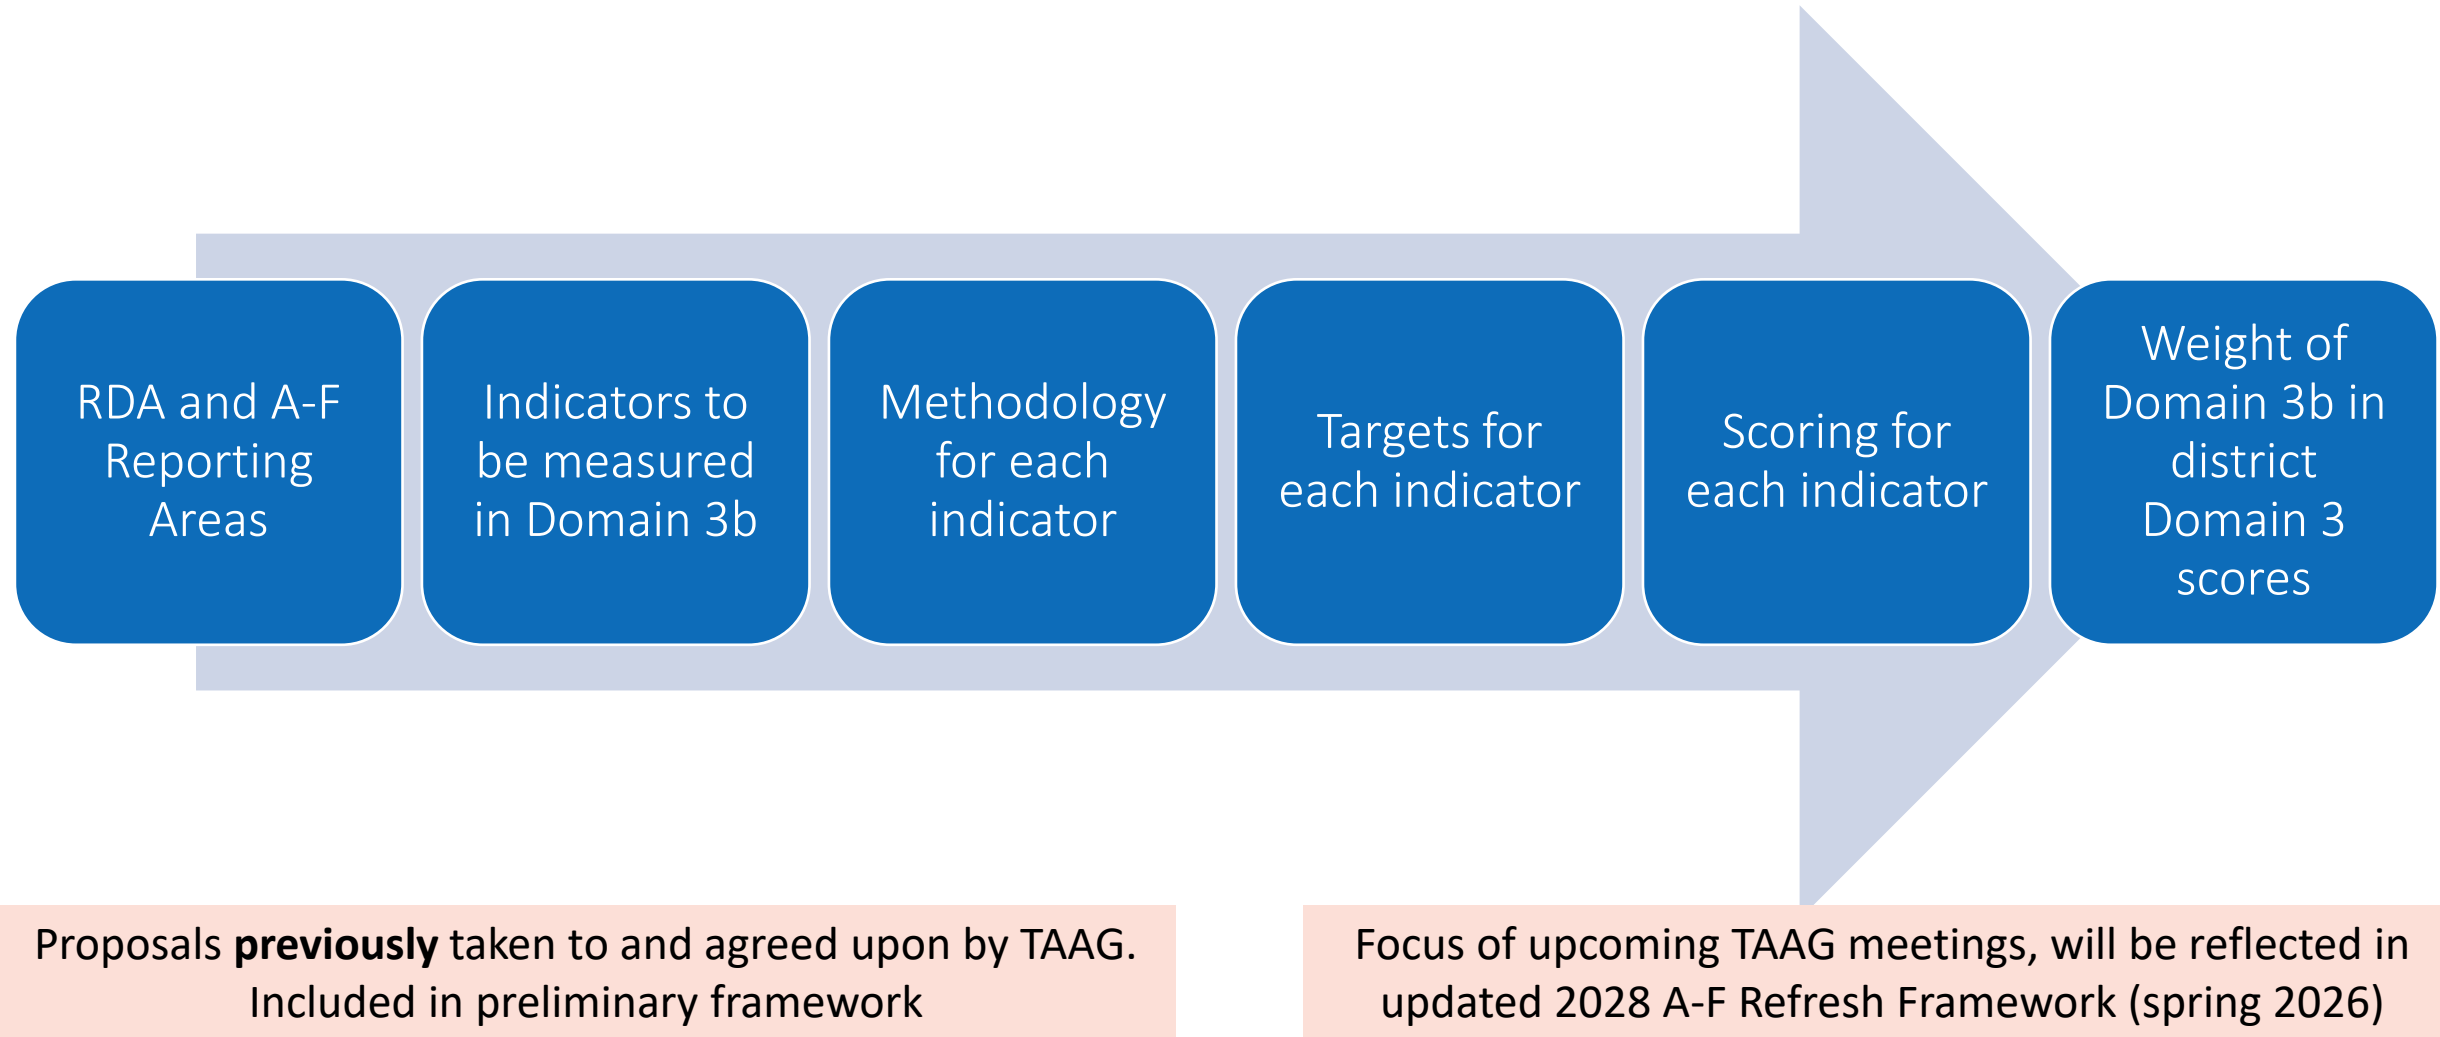 RDA and A-F
Reporting
Areas
Indicators to
be measured
in Domain 3b
Methodology
for each
indicator
Targets for
each indicator
Scoring for
each indicator
Weight of
Domain 3b in
district
Domain 3
scores
Proposals previously taken to and agreed upon by TAAG.
Included in preliminary framework
Focus of upcoming TAAG meetings, will be reflected in
updated 2028 A-F Refresh Framework (spring 2026)